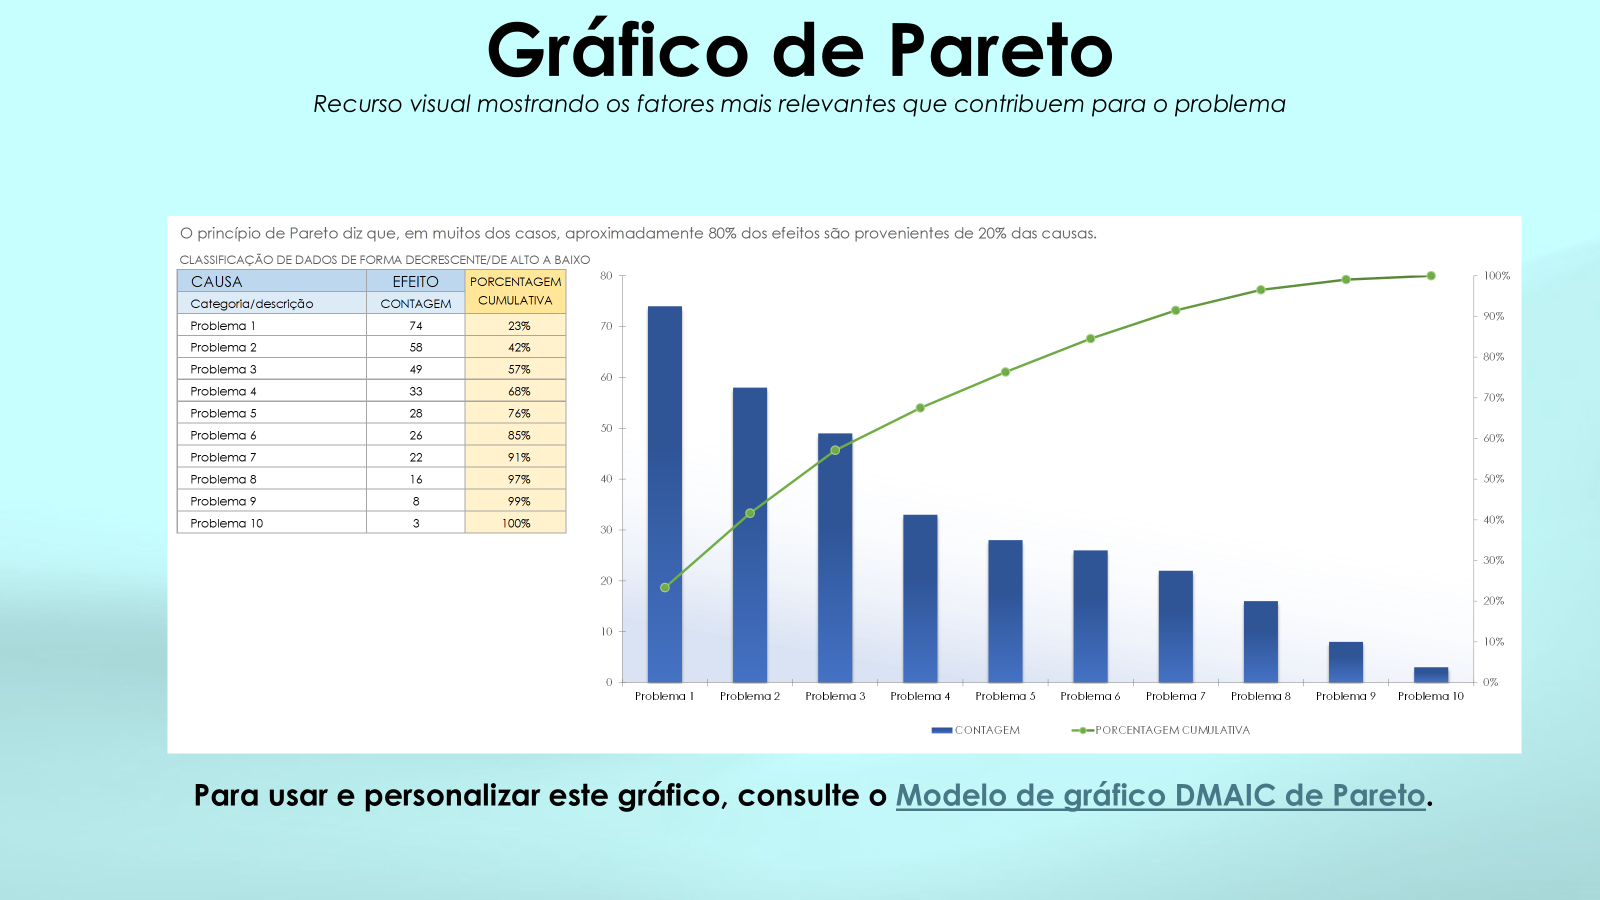 Gráfico de Pareto
Recurso visual mostrando os fatores mais relevantes que contribuem para o problema
O princípio de Pareto diz que, em muitos dos casos, aproximadamente 80% dos efeitos são provenientes de 20% das causas.
CLASSIFICAÇÃO DE DADOS DE FORMA DECRESCENTE/DE ALTO A BAIXO
CAUSA EFEITO PORCENTAGEM
Categoria/descrição CONTAGEM CUMULATIVA
Problema 1 74 23%
Problema 2 58 42%
Problema 3 49 57%
Problema 4 33 68%
Problema 5 28 76%
Problema 6 26 85%
Problema 7 22 91%
Problema 8 16 97%
Problema 9 8 99%
Problema 10 3 100%
80
70
60
50
40
30
20
10
0
100%
90%
80%
70%
60%
50%
40%
30%
20%
10%
0%
Problema 1 Problema 2 Problema 3 Problema 4 Problema 5 Problema 6 Problema 7 Problema 8 Problema 9 Problema 10
CONTAGEM PORCENTAGEM CUMULATIVA
Para usar e personalizar este gráfico, consulte o Modelo de gráfico DMAIC de Pareto.